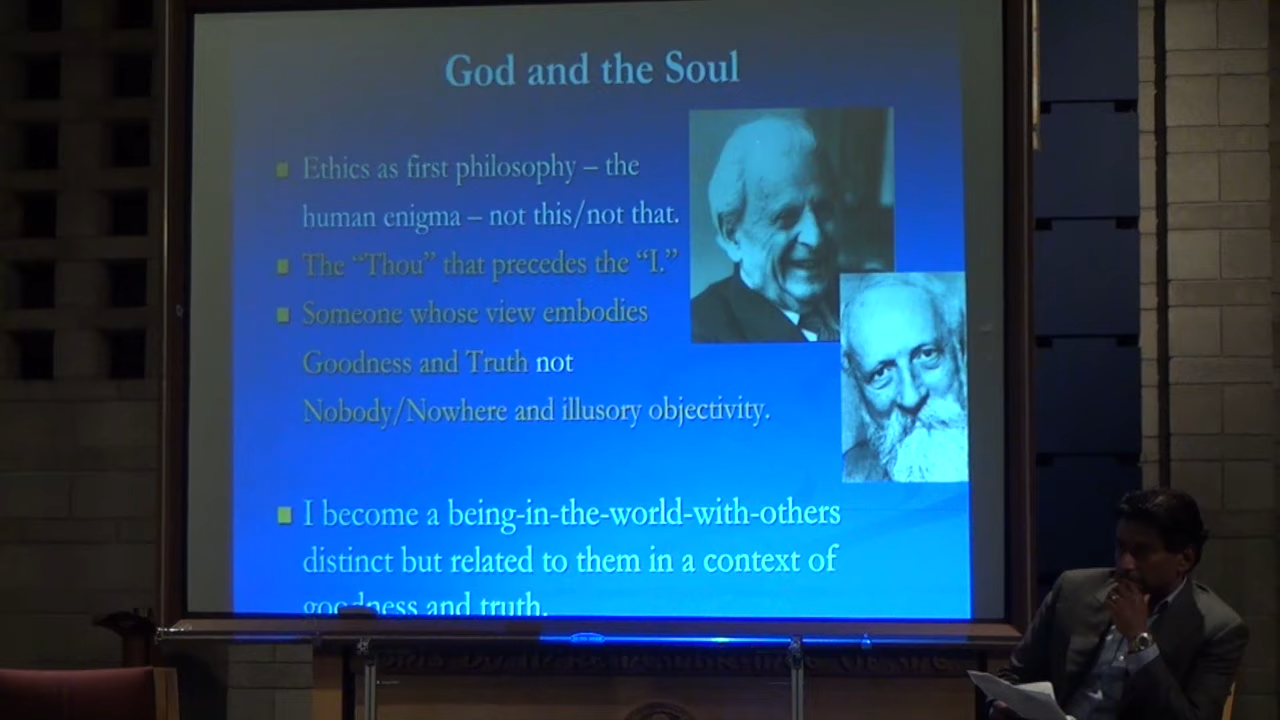 God and the Soul
Ethics as first philosophy – the
human enigma – not this/not that.
The “Thou” that precedes the “I.”
Someone whose view embodies
Goodness and Truth not
Nobody/Nowhere and illusory objectivity.
I become a being-in-the-world-with-others
distinct but related to them in a context of
goodness and truth.